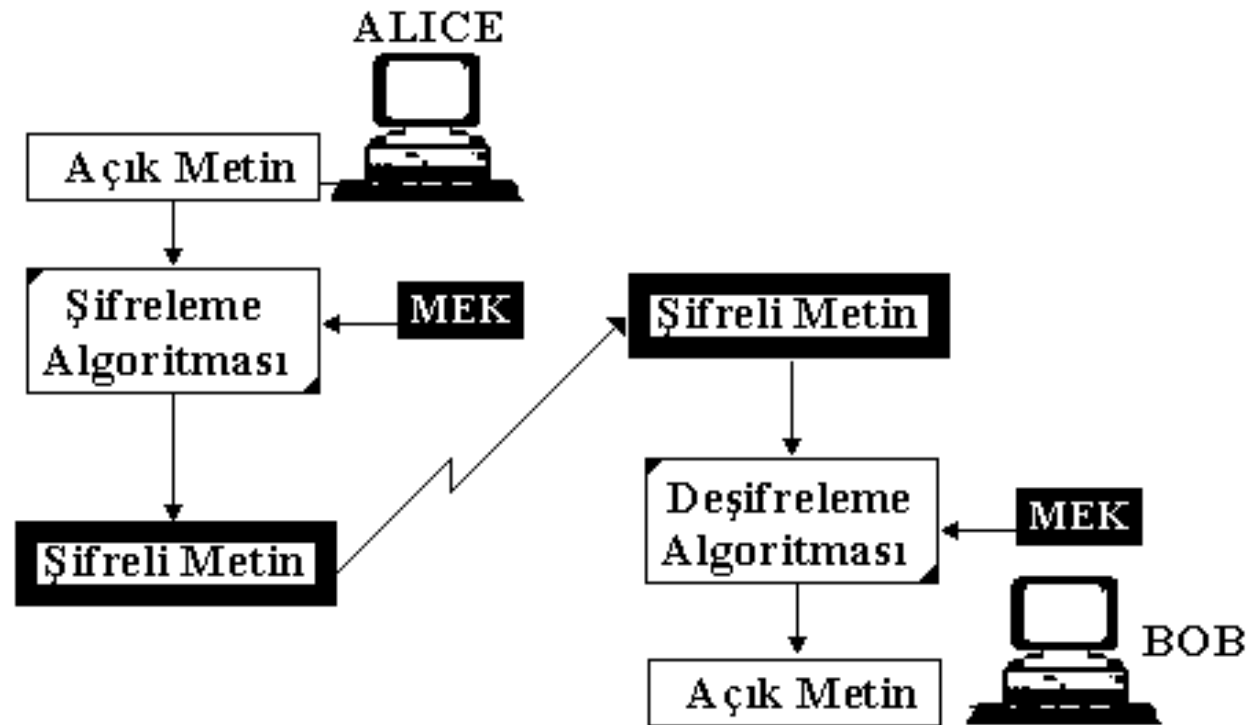 ALICE
Açık Metin
Şifreleme
Algoritması
MEK
Şifreli Metin
Şifreli Metin
Deşifreleme
Algoritması
MEK
BOB
Açık Metin